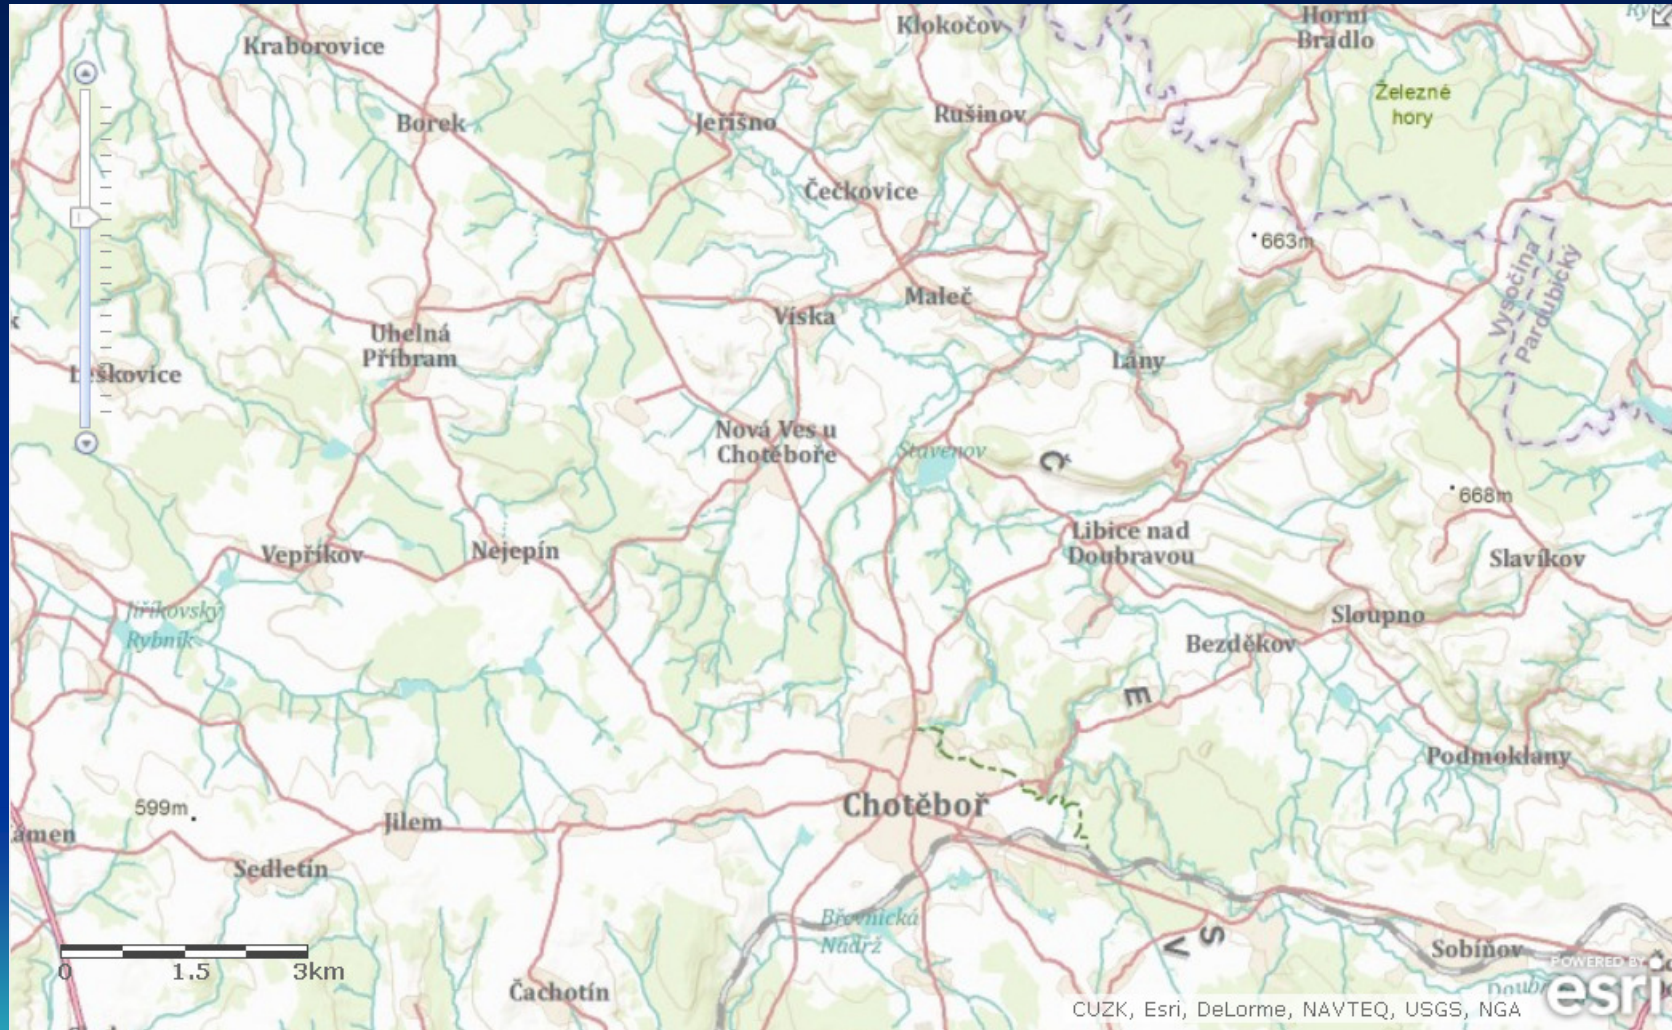 Klokočov
Horní
Bradlo
Kraborovice
Železné
hory
Borek
Jeřišno
Rušinov
Čečkovice
663m
Vysočina
Pardubický
Maleč
Víska
Uhelná
Příbram
Lány
Leškovice
Nová Ves u
Chotěboře
Stavenov
Č
668m
Libice nad
Doubravou
Vepříkov
Nejepín
Slavíkov
Jiříkovský
Rybník
Sloupno
Bezděkov
E
Podmoklany
599m
Chotěboř
Jilem
Sedletín
Břevnická
Nádrž
S
V
Sobíňov
0 1.5 3km
Čachotín
POWERED BY
esri
CUZK, Esri, DeLorme, NAVTEQ, USGS, NGA